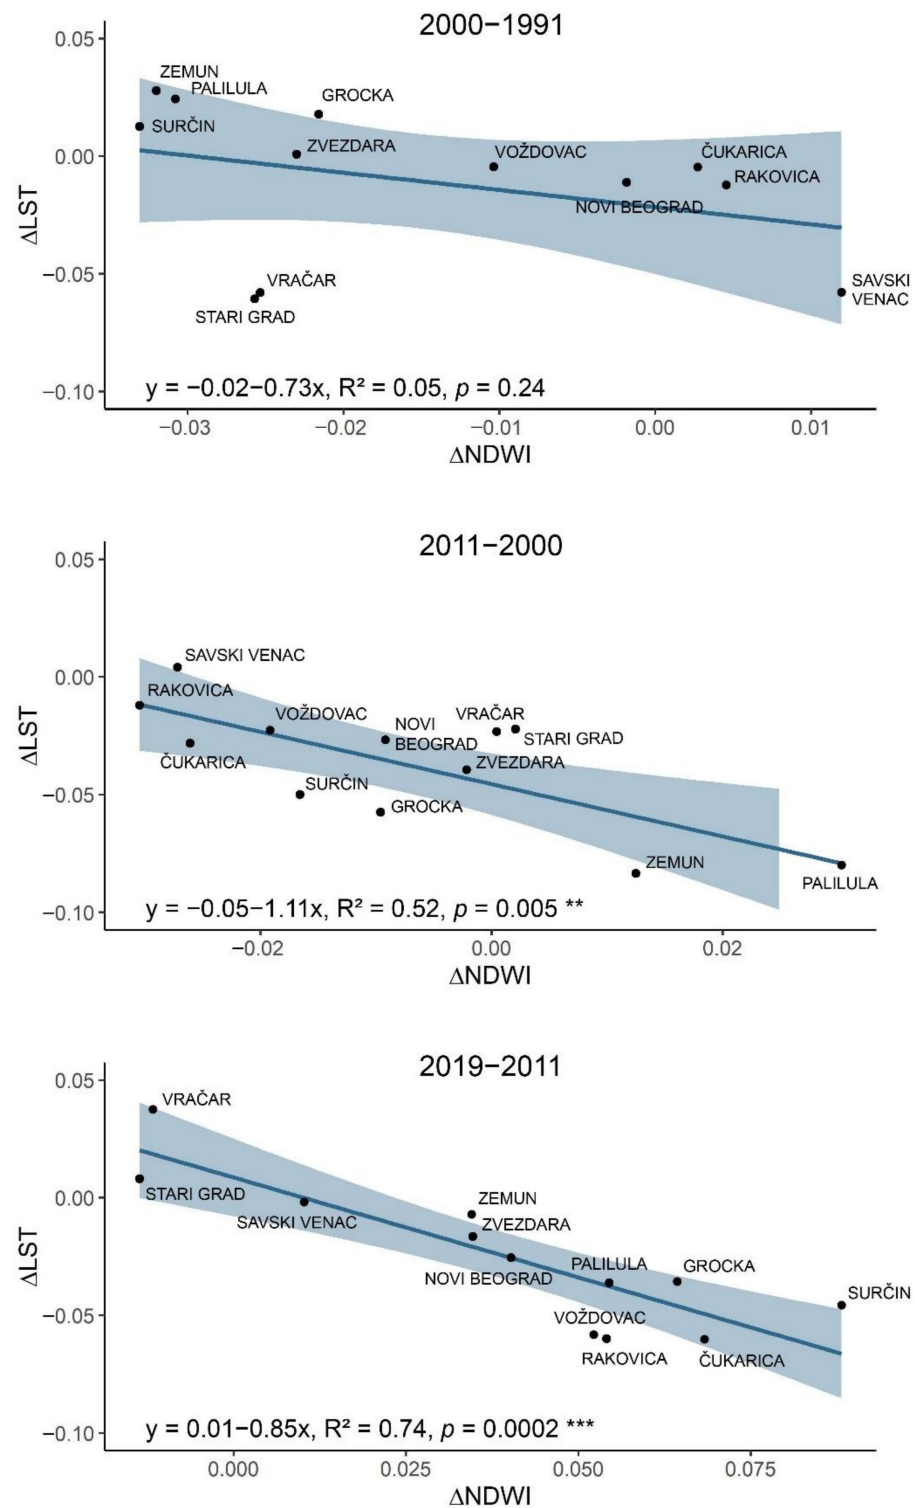 2000−1991
0.05
ZEMUN
PALILULA
GROCKA
SURČIN
ZVEZDARA
VOŽDOVAC
ČUKARICA
0.00
RAKOVICA
NOVI BEOGRAD
ΔLST
−0.05
VRAČAR
SAVSKI
VENAC
STARI GRAD
−0.10
y = −0.02−0.73x, R² = 0.05, p = 0.24
−0.03
−0.02
−0.01
0.00
0.01
ΔNDWI
2011−2000
0.05
SAVSKI VENAC
0.00
RAKOVICA
VOŽDOVAC
NOVI
BEOGRAD
VRAČAR
STARI GRAD
ČUKARICA
ZVEZDARA
ΔLST
SURČIN
−0.05
GROCKA
ZEMUN
PALILULA
−0.10
y = −0.05−1.11x, R² = 0.52, p = 0.005 **
−0.02
0.00
0.02
ΔNDWI
2019−2011
0.05
VRAČAR
0.00
STARI GRAD
ZEMUN
SAVSKI VENAC
ZVEZDARA
NOVI BEOGRAD
PALILULA
GROCKA
ΔLST
SURČIN
−0.05
VOŽDOVAC
RAKOVICA
ČUKARICA
−0.10
y = 0.01−0.85x, R² = 0.74, p = 0.0002 ***
0.000
0.025
0.050
0.075
ΔNDWI